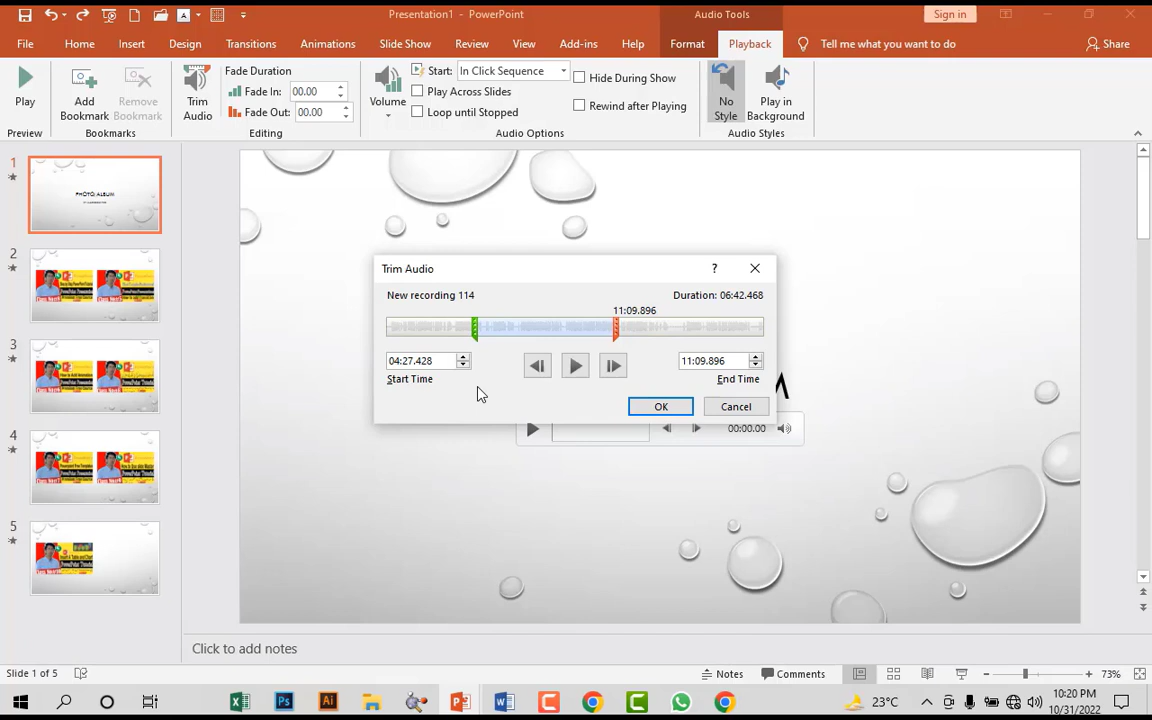 Presentation1 - PowerPoint
Audio Tools
Sign in
File
Home
Insert
Design
Transitions
Animations
Slide Show
Review
View
Add-ins
Help
Format
Playback
Tell me what you want to do
Share
Play
Add Bookmark
Remove Bookmark
Trim Audio
Fade Duration
Fade In: 00.00
Fade Out: 00.00
Volume
Start: In Click Sequence
Play Across Slides
Loop until Stopped
Hide During Show
Rewind after Playing
No Style
Play in Background
Preview
Bookmarks
Editing
Audio Options
Audio Styles
1
PHOTO ALBUM
2
3
4
5
Trim Audio
?
New recording 114
Duration: 06:42.468
11:09.896
04:27.428
11:09.896
Start Time
End Time
OK
Cancel
00:00.00
Click to add notes
Slide 1 of 5
Notes
Comments
73%
23°C
10:20 PM
10/31/2022